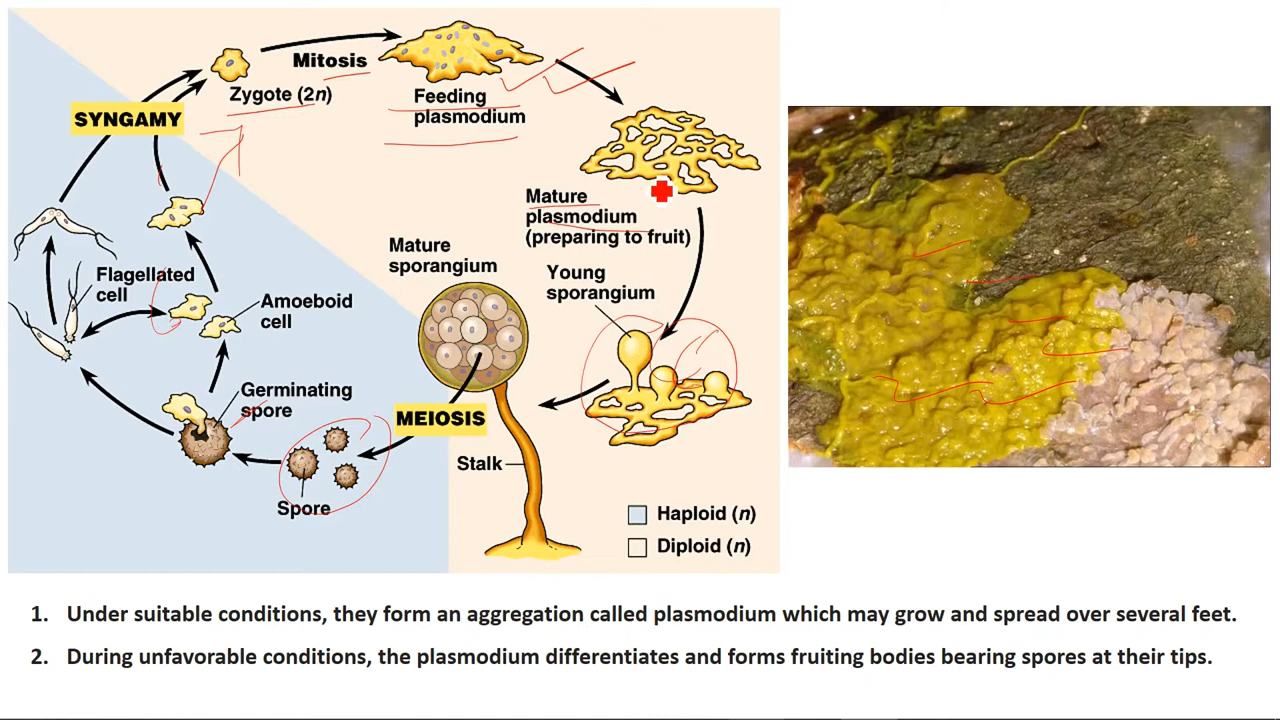 Mitosis
Zygote (2n)
Feeding
plasmodium
SYNGAMY
Mature
plasmodium
(preparing to fruit)
Mature
sporangium
Young
sporangium
Flagellated
cell
Amoeboid
cell
Germinating
spore
MEIOSIS
Stalk
Spore
Haploid (n)
Diploid (n)
1. Under suitable conditions, they form an aggregation called plasmodium which may grow and spread over several feet.
2. During unfavorable conditions, the plasmodium differentiates and forms fruiting bodies bearing spores at their tips.